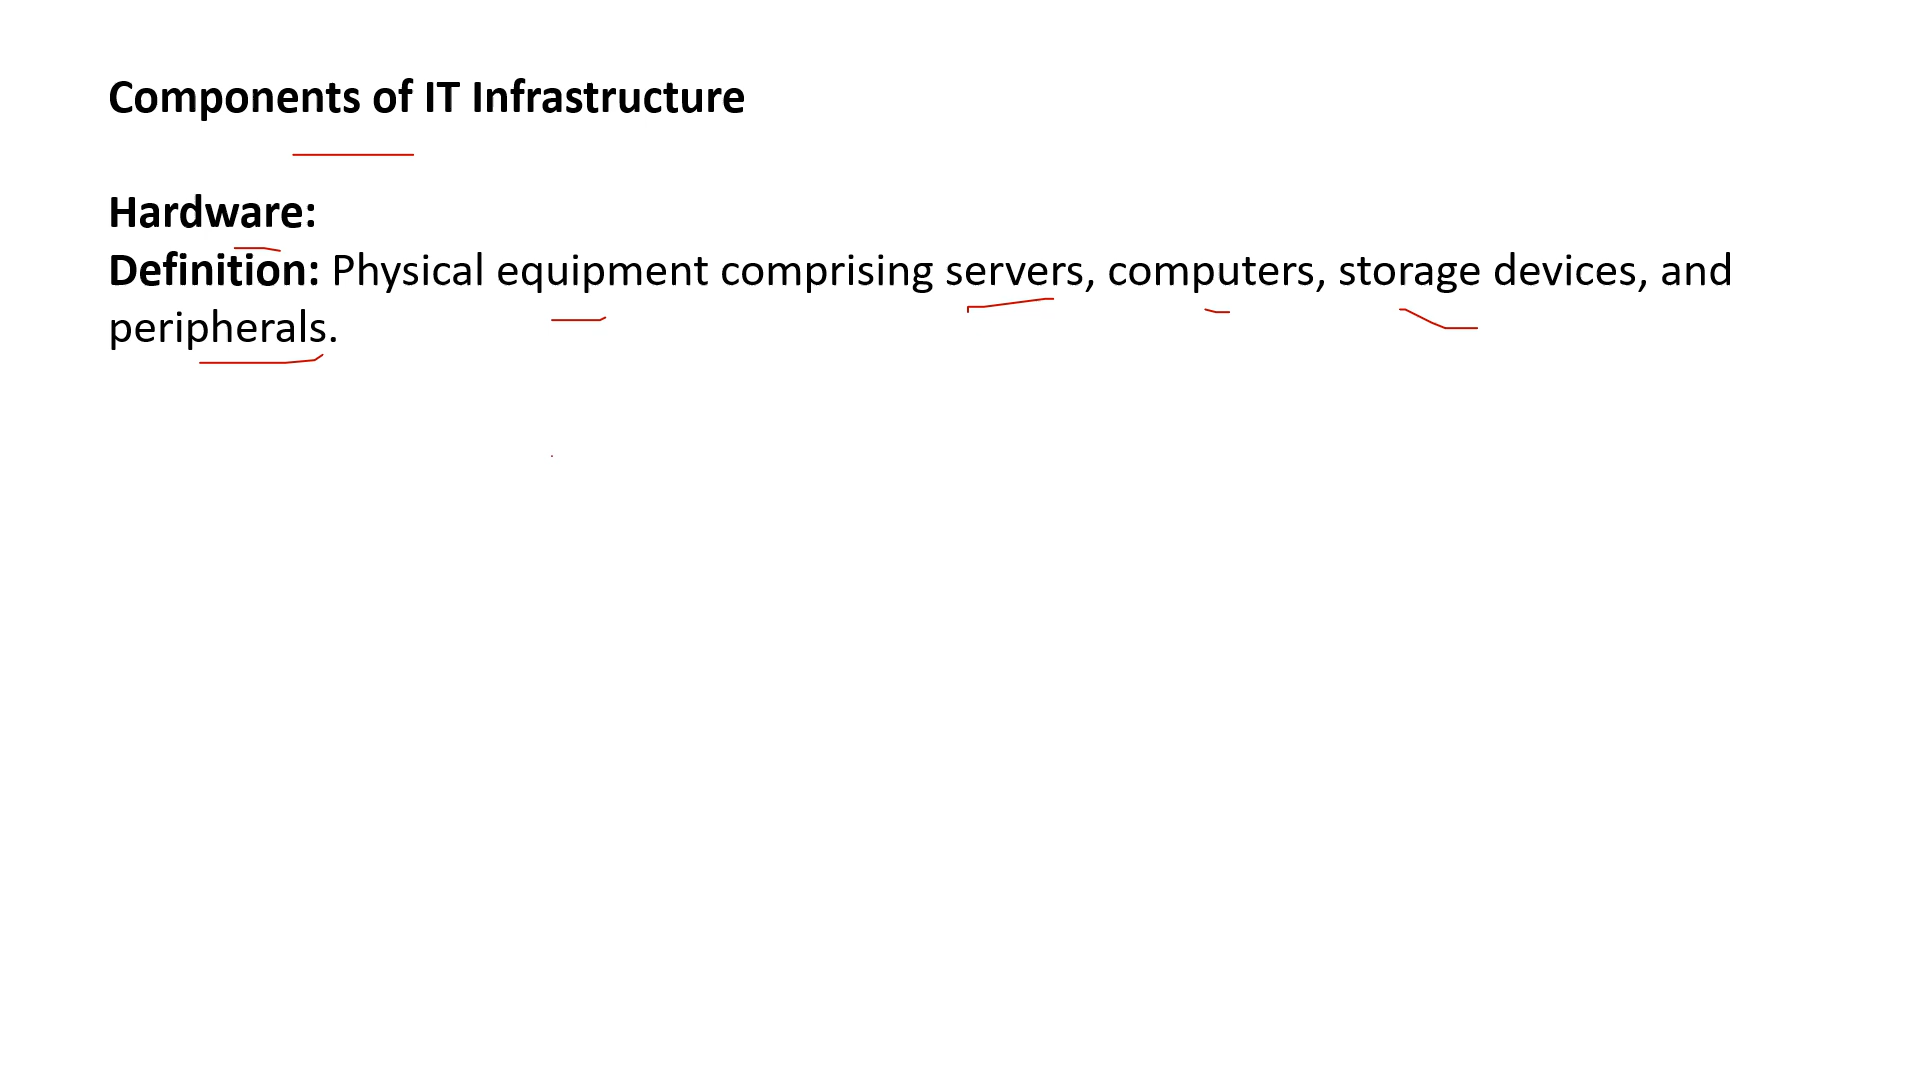 Components of IT Infrastructure
Hardware:
Definition: Physical equipment comprising servers, computers, storage devices, and
peripherals.